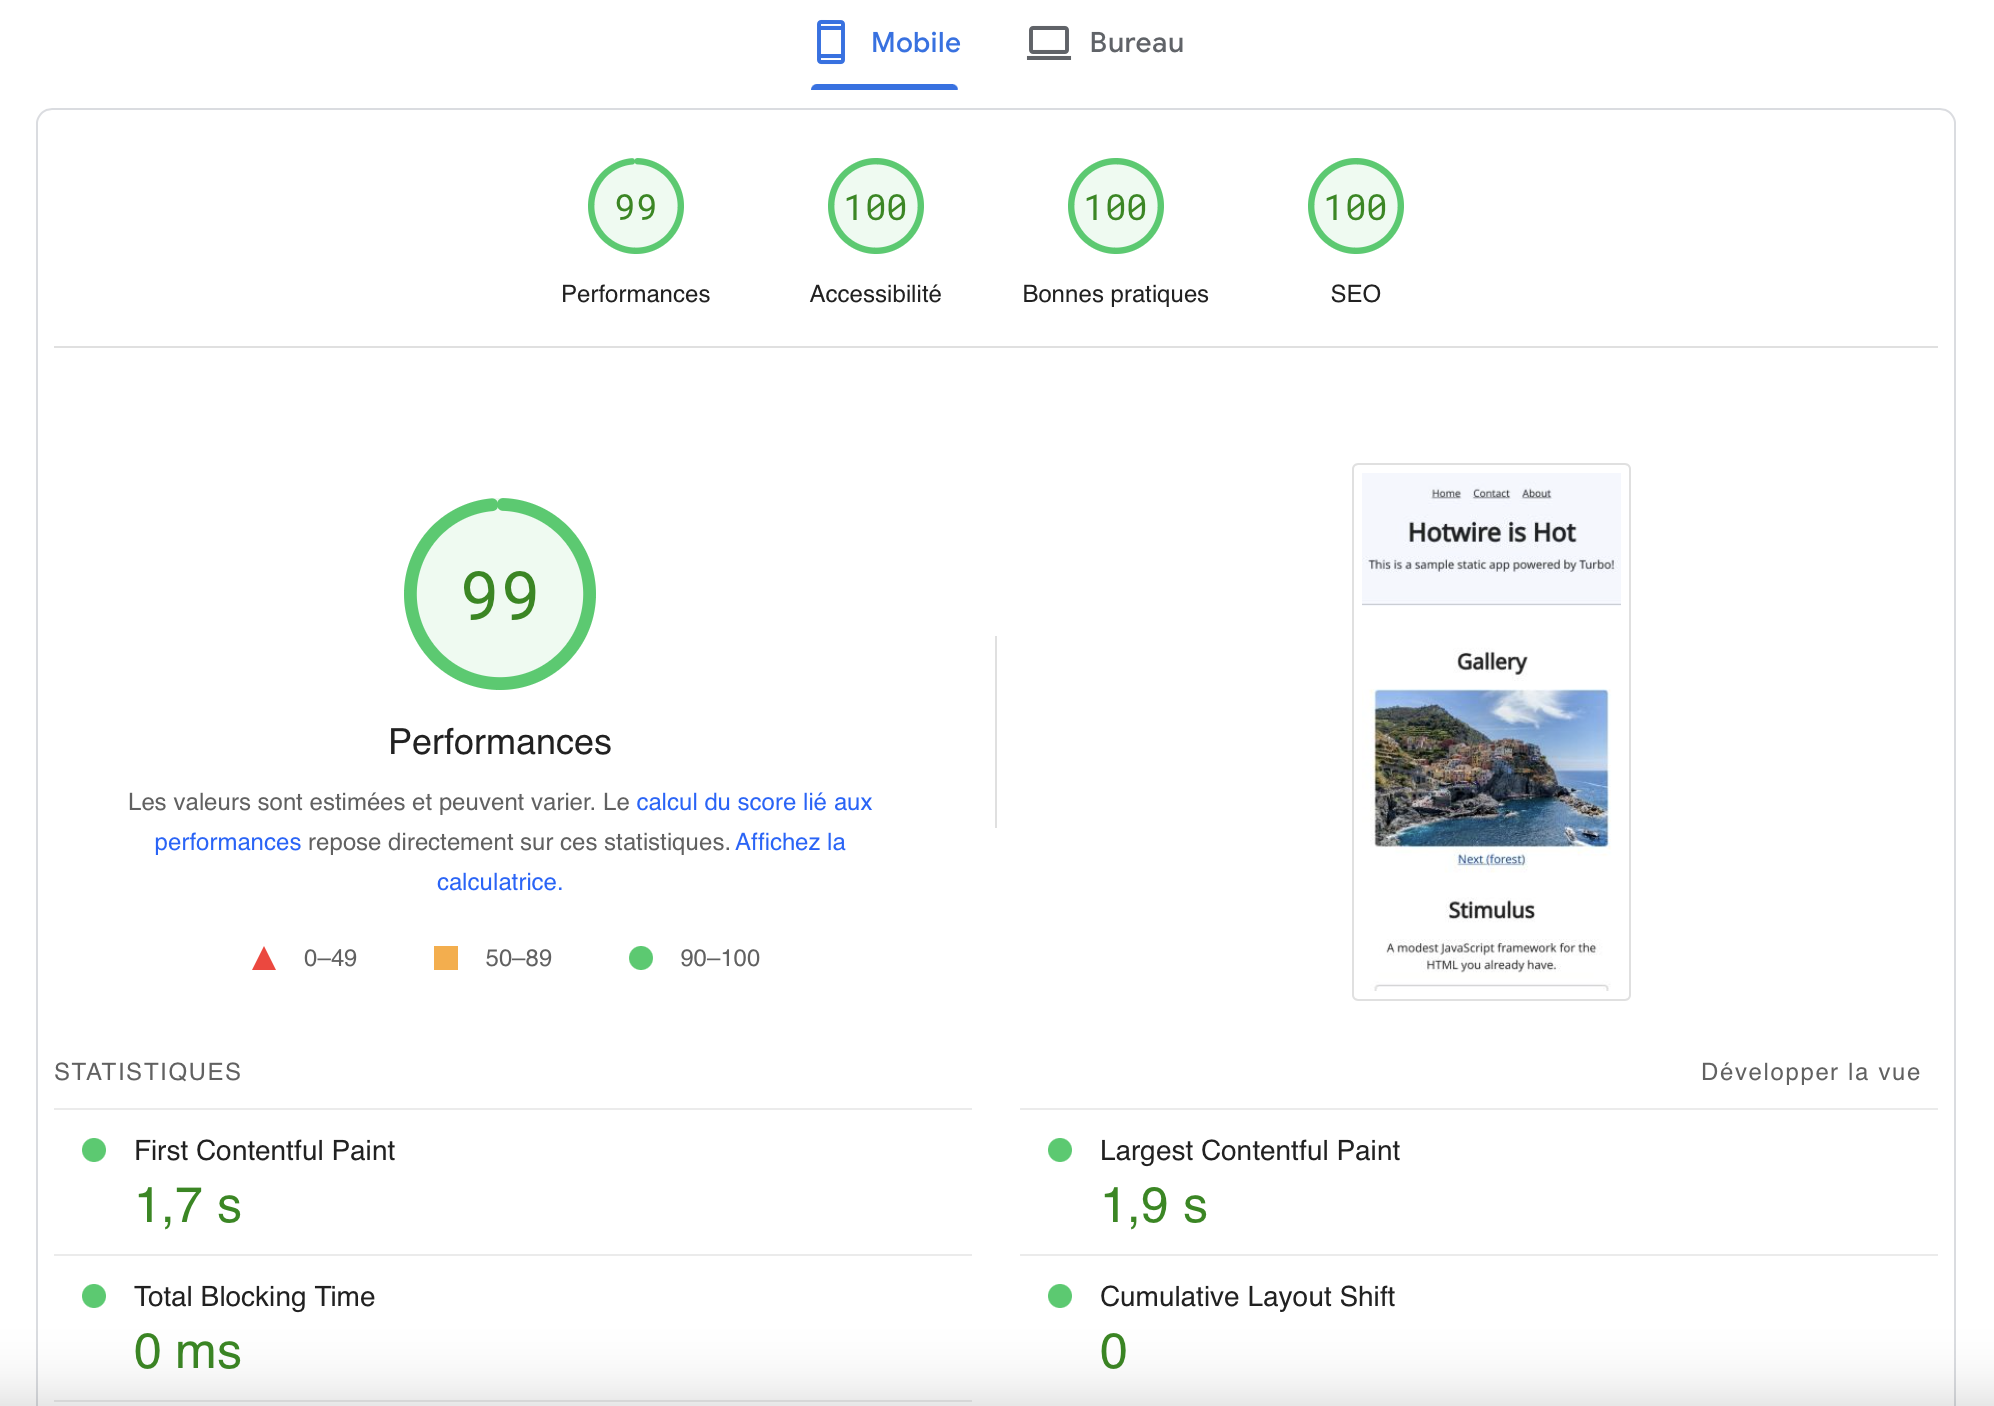 Mobile
Bureau
99
100
100
100
Performances
Accessibilité
Bonnes pratiques
SEO
99
Performances
Les valeurs sont estimées et peuvent varier. Le calcul du score lié aux
performances repose directement sur ces statistiques. Affichez la
calculatrice.
0–49
50–89
90–100
Home Contact About
Hotwire is Hot
This is a sample static app powered by Turbo!
Gallery
Next (forest)
Stimulus
A modest JavaScript framework for the
HTML you already have.
STATISTIQUES
Développer la vue
First Contentful Paint
1,7 s
Largest Contentful Paint
1,9 s
Total Blocking Time
0 ms
Cumulative Layout Shift
0